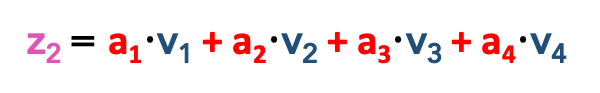 z₂ = a₁·v₁ + a₂·v₂ + a₃·v₃ + a₄·v₄